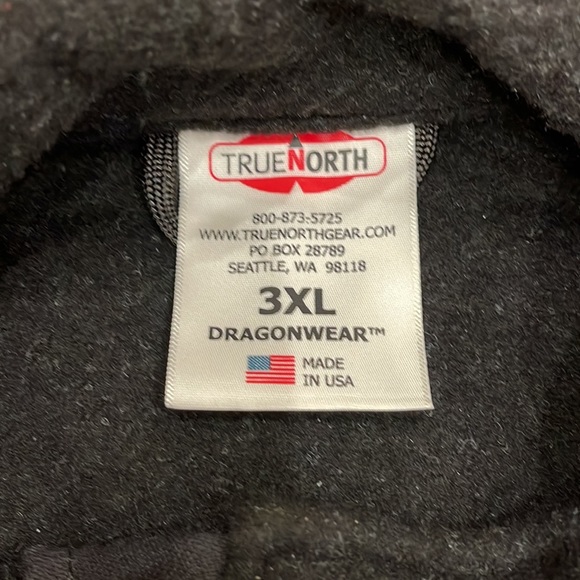 TRUENORTH
800-873-5725
WWW.TRUENORTHGEAR.COM
PO BOX 28789
SEATTLE, WA 98118
3XL
DRAGONWEAR™
MADE
IN USA